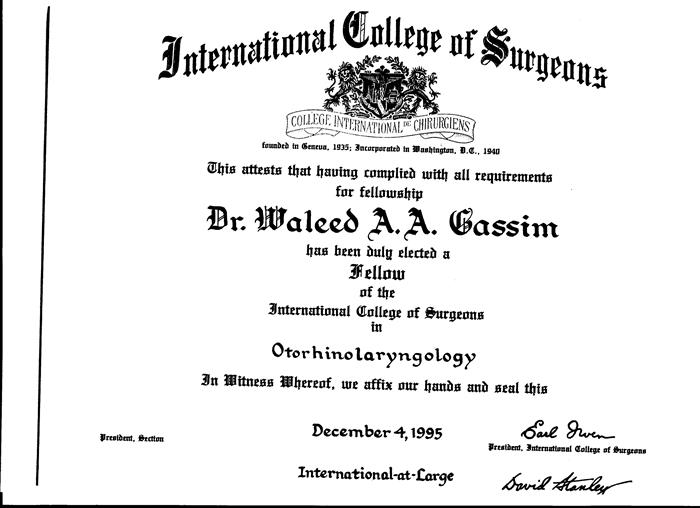 International College of Surgeons
COLLEGE INTERNATIONAL DE CHIRURGIENS
founded in Geneva, 1935; Incorporated in Washington, D.C., 1940
This attests that having complied with all requirements
for fellowship
Dr. Waleed A. A. Gassim
has been duly elected a
Fellow
of the
International College of Surgeons
in
Otorhinolaryngology
In Witness Whereof, we affix our hands and seal this
December 4, 1995
President, Section
President, International College of Surgeons
International-at-Large
David Stanley